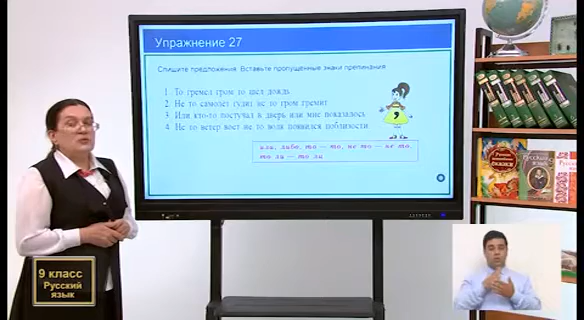 Упражнение 27
Спишите предложения. Вставьте пропущенные знаки препинания.
1. То гремел гром то шел дождь
2. Не то самолет гудит не то гром гремит
3. Или кто-то постучал в дверь или мне показалось
4 Не то ветер воет не то волк появился поблизости
или, либо, то — то, не то — не то,
то ли — то ли
9 класс
Русский
язык
Русские
сказки